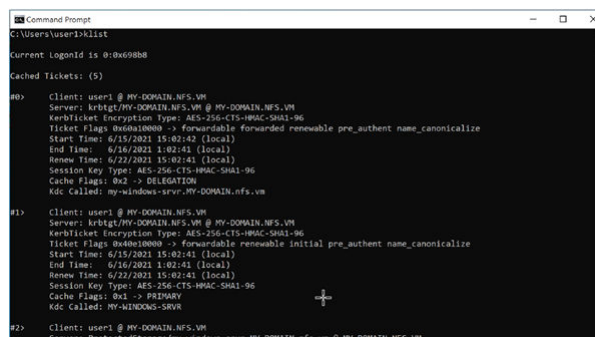 Command Prompt
C:\Users\user1>klist
Current LogonId is 0:0x698b8
Cached Tickets: (5)
#0> Client: user1 @ MY-DOMAIN.NFS.VM
Server: krbtgt/MY-DOMAIN.NFS.VM @ MY-DOMAIN.NFS.VM
KerbTicket Encryption Type: AES-256-CTS-HMAC-SHA1-96
Ticket Flags 0x60a10000 -> forwardable forwarded renewable pre_authent name_canonicalize
Start Time: 6/15/2021 15:02:42 (local)
End Time: 6/16/2021 1:02:41 (local)
Renew Time: 6/22/2021 15:02:41 (local)
Session Key Type: AES-256-CTS-HMAC-SHA1-96
Cache Flags: 0x2 -> DELEGATION
Kdc Called: my-windows-srvr.MY-DOMAIN.nfs.vm
#1> Client: user1 @ MY-DOMAIN.NFS.VM
Server: krbtgt/MY-DOMAIN.NFS.VM @ MY-DOMAIN.NFS.VM
KerbTicket Encryption Type: AES-256-CTS-HMAC-SHA1-96
Ticket Flags 0x40e10000 -> forwardable renewable initial pre_authent name_canonicalize
Start Time: 6/15/2021 15:02:41 (local)
End Time: 6/16/2021 1:02:41 (local)
Renew Time: 6/22/2021 15:02:41 (local)
Session Key Type: AES-256-CTS-HMAC-SHA1-96
Cache Flags: 0x1 -> PRIMARY
Kdc Called: MY-WINDOWS-SRVR
#2> Client: user1 @ MY-DOMAIN.NFS.VM